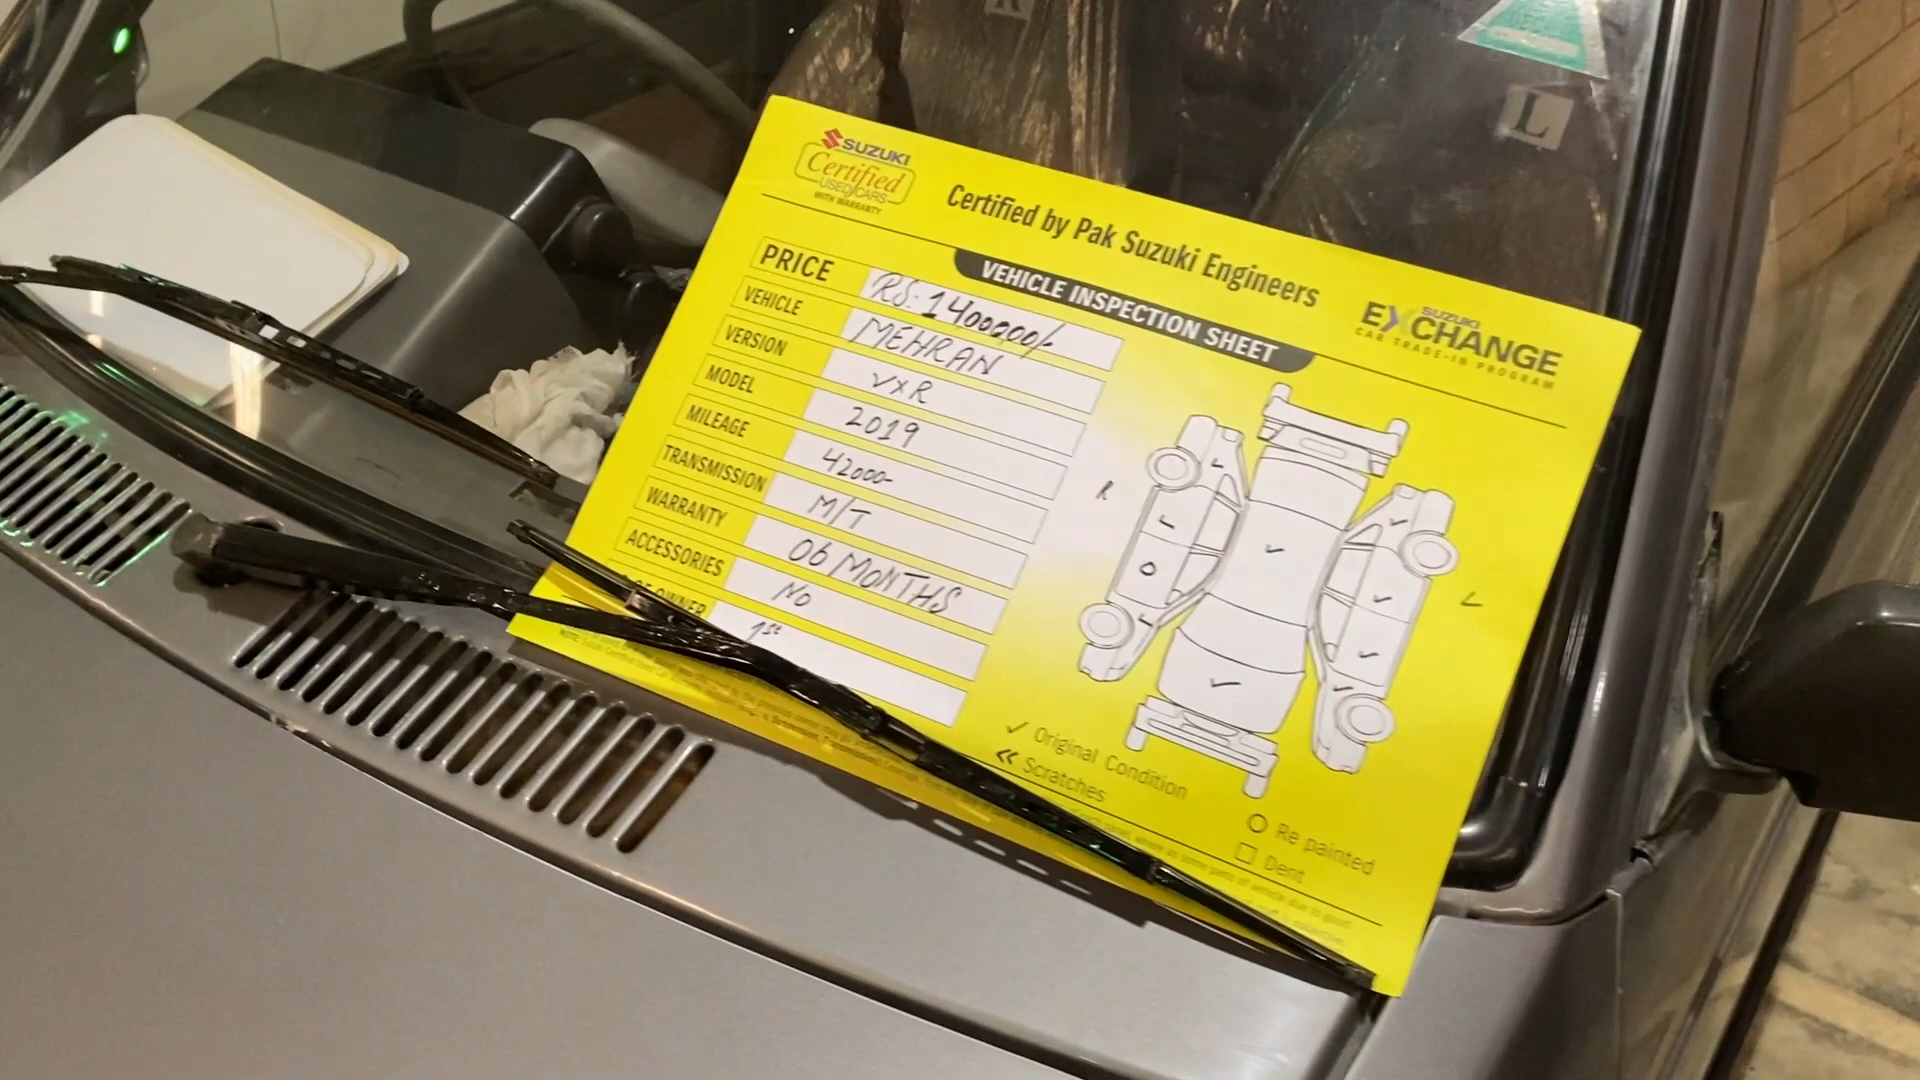 SUZUKI
Certified
USED CARS
WITH WARRANTY
Certified by Pak Suzuki Engineers
VEHICLE INSPECTION SHEET
SUZUKI
EXCHANGE
CAR TRADE-IN PROGRAM
PRICE RS. 1400000/-
VEHICLE MEHRAN
VERSION VXR
MODEL 2019
MILEAGE 42000-
TRANSMISSION M/T
WARRANTY 06 MONTHS
ACCESSORIES NO
OWNER 1st
R
L
✓ Original Condition
« Scratches
○ Re painted
□ Dent
NOTE:
L